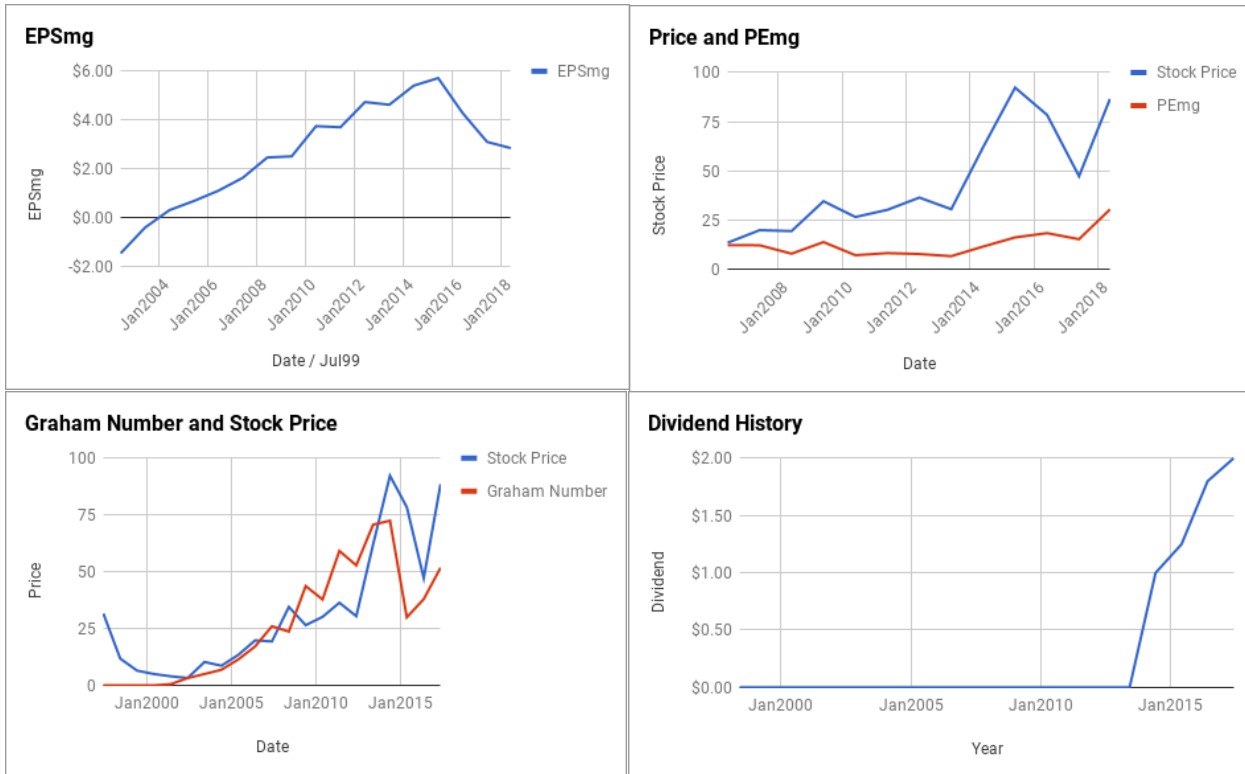 EPSmg
$6.00
$4.00
$2.00
$0.00
-$2.00
EPSmg
EPSmg
Jan2004
Jan2006
Jan2008
Jan2010
Jan2012
Jan2014
Jan2016
Jan2018
Date / Jul99
Price and PEmg
100
75
50
25
0
Stock Price
Stock Price
PEmg
Jan2008
Jan2010
Jan2012
Jan2014
Jan2016
Jan2018
Date
Graham Number and Stock Price
100
75
50
25
0
Price
Stock Price
Graham Number
Jan2000
Jan2005
Jan2010
Jan2015
Date
Dividend History
$2.00
$1.50
$1.00
$0.50
$0.00
Dividend
Jan2000
Jan2005
Jan2010
Jan2015
Year